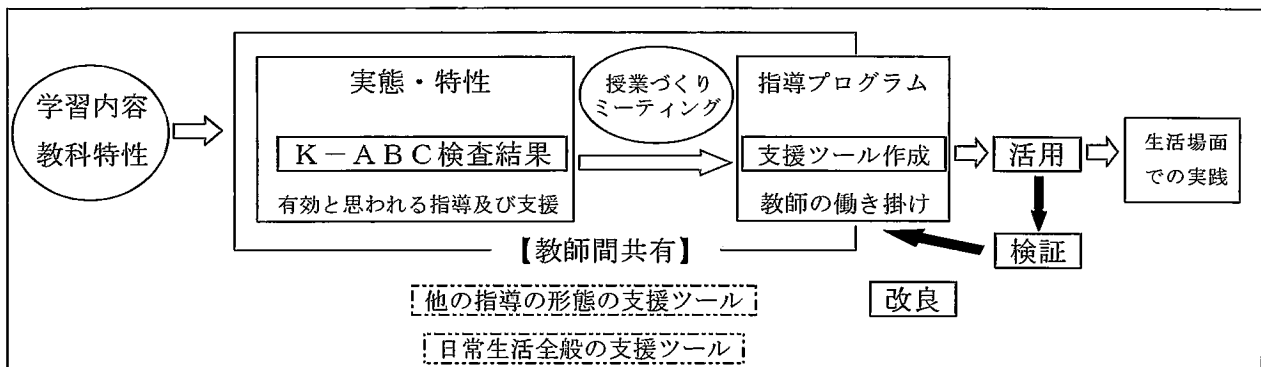 学習内容
教科特性
実態・特性
K－ABC検査結果
有効と思われる指導及び支援
授業づくり
ミーティング
指導プログラム
支援ツール作成
教師の働き掛け
活用
生活場面
での実践
検証
改良
【教師間共有】
他の指導の形態の支援ツール
日常生活全般の支援ツール